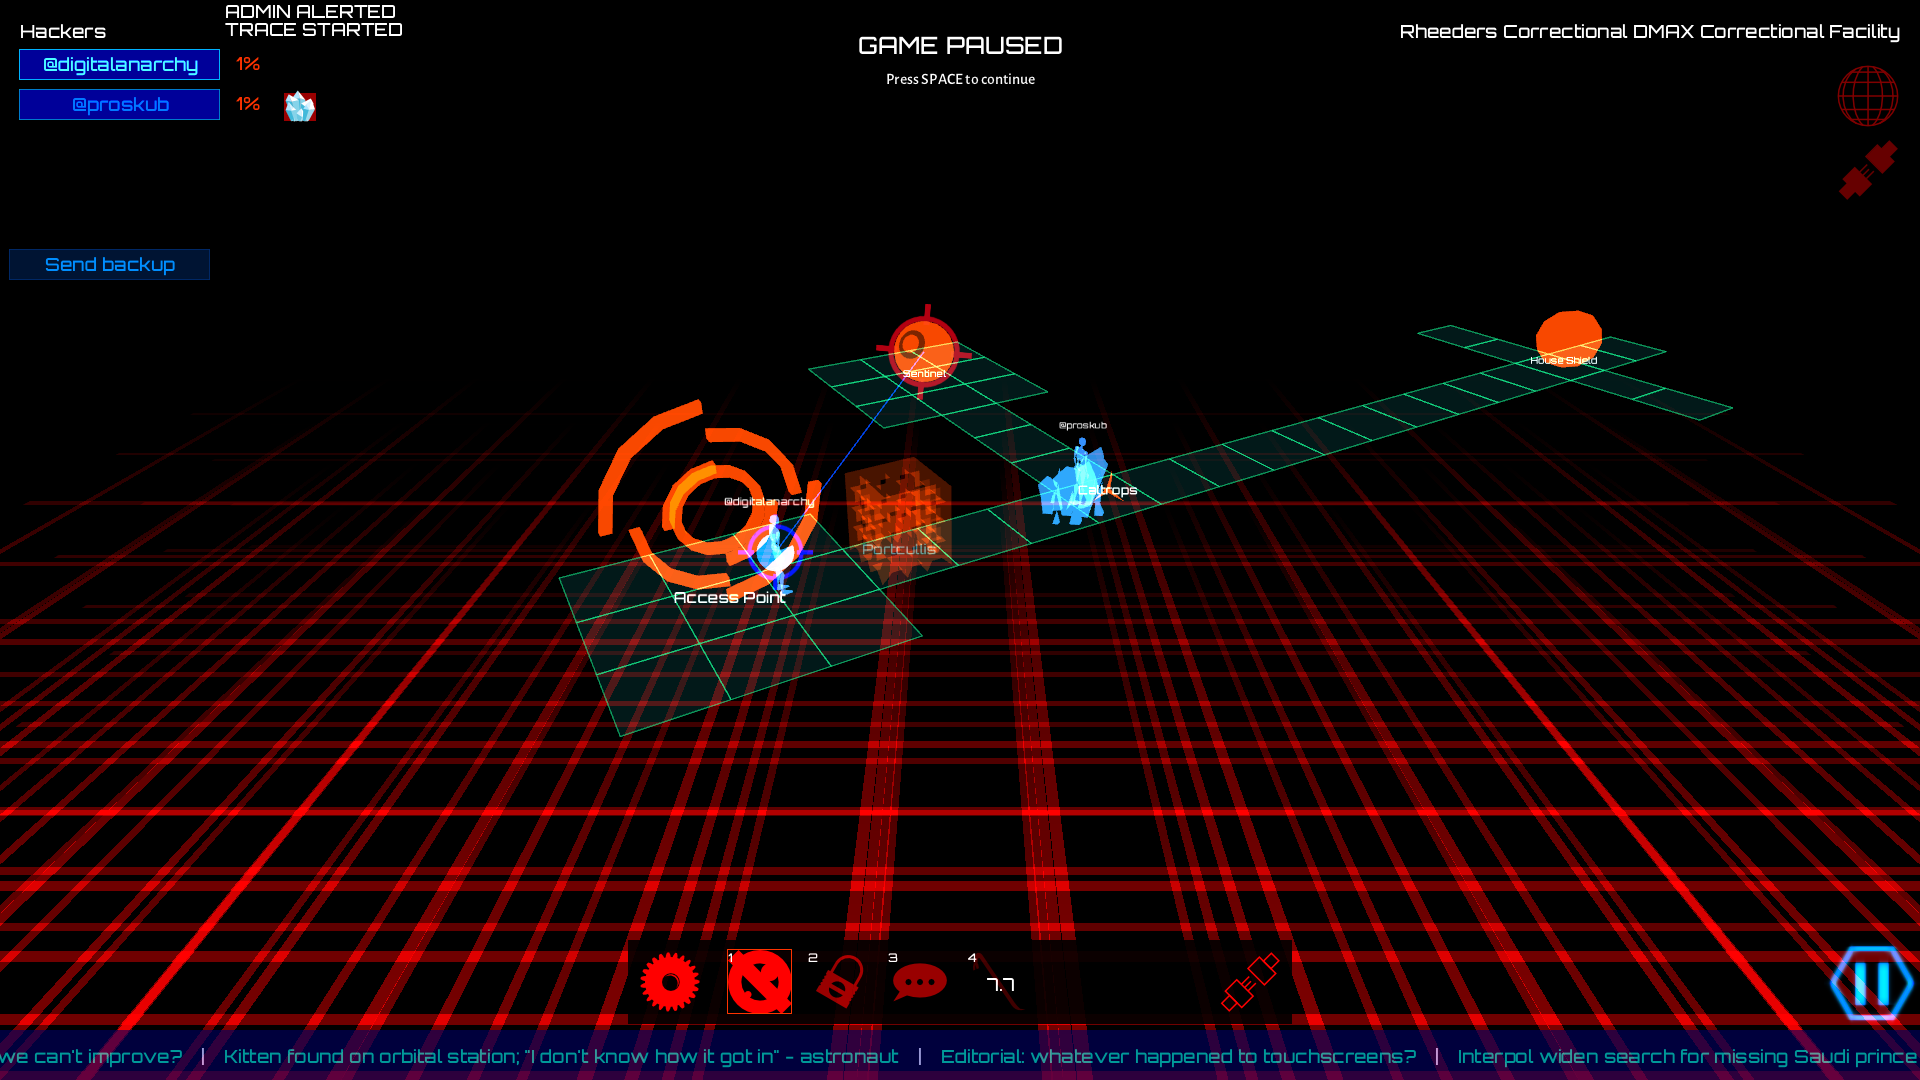 Hackers
ADMIN ALERTED
TRACE STARTED
@digitalanarchy
1%
@proskub
1%
Send backup
GAME PAUSED
Press SPACE to continue
Rheeders Correctional DMAX Correctional Facility
Sentinel
House Shield
@proskub
Caltrops
@digitalanarchy
Portcullis
Access Point
1
2
3
4
7.7
we can't improve? | Kitten found on orbital station; "I don't know how it got in" - astronaut | Editorial: whatever happened to touchscreens? | Interpol widen search for missing Saudi prince